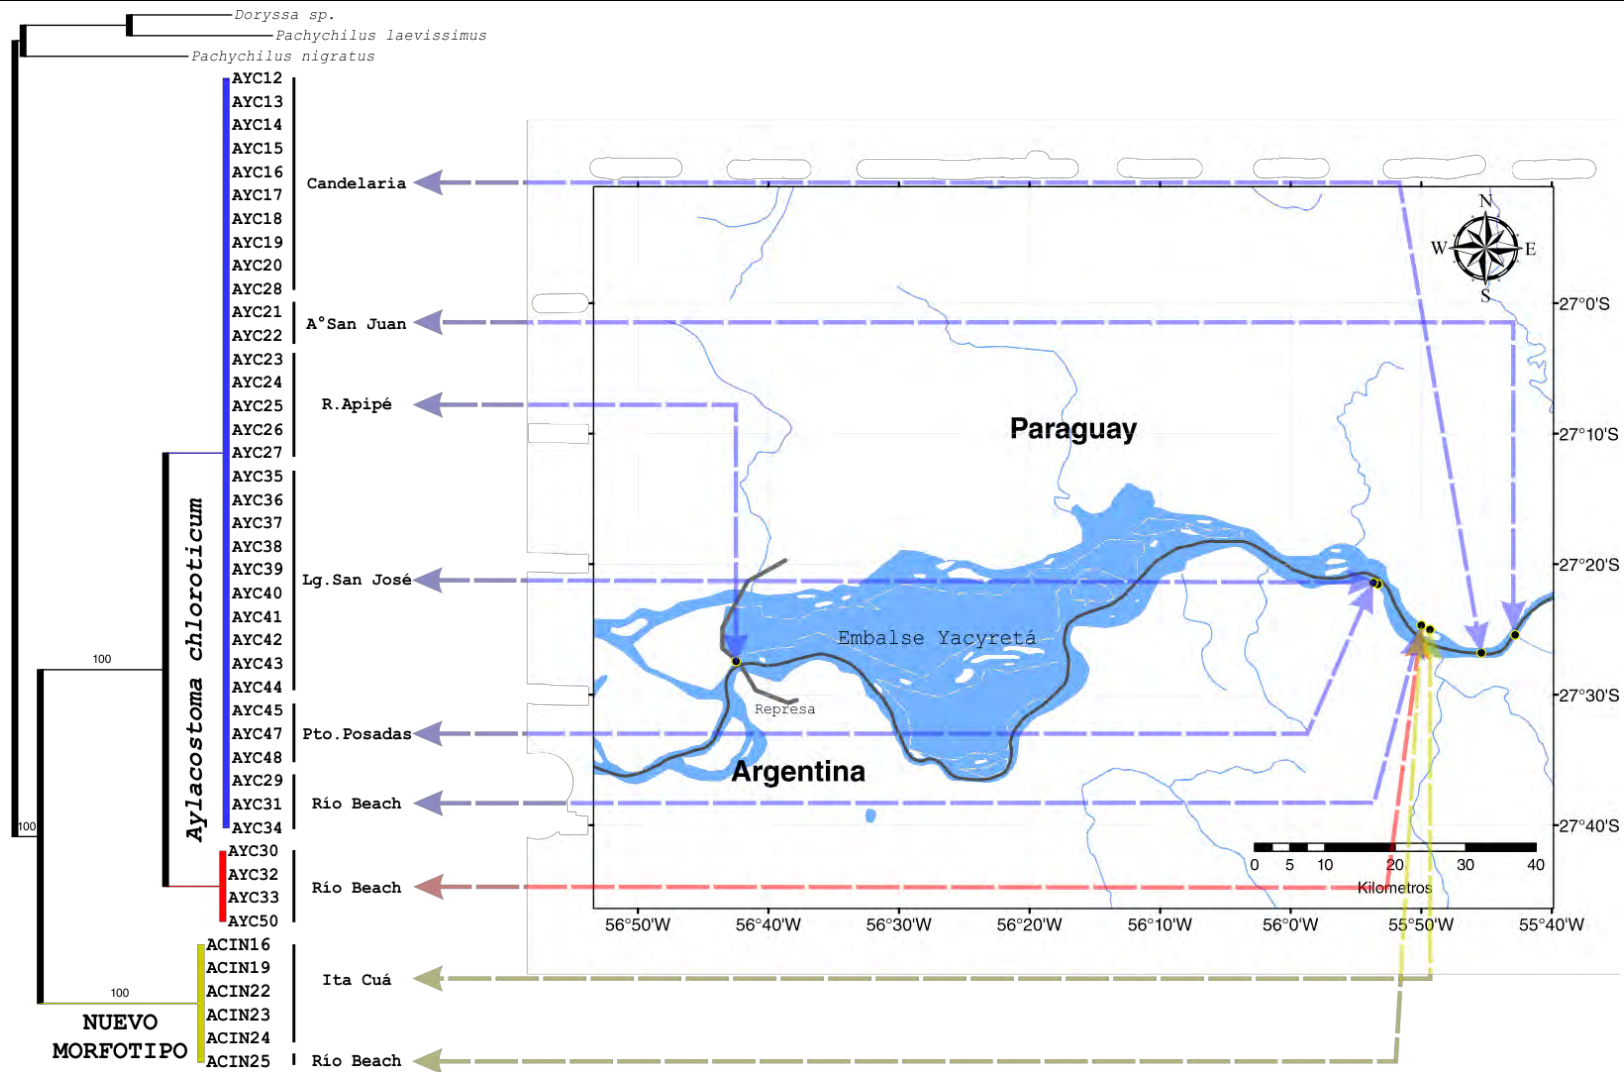 Doryssa sp.
Pachychilus laevissimus
Pachychilus nigratus
AYC12
AYC13
AYC14
AYC15
AYC16
AYC17
AYC18
AYC19
AYC20
AYC28
Candelaria
AYC21
AYC22
A°San Juan
AYC23
AYC24
AYC25
AYC26
AYC27
R.Apipé
AYC35
AYC36
AYC37
AYC38
AYC39
AYC40
AYC41
AYC42
AYC43
AYC44
Lg.San José
AYC45
AYC47
AYC48
Pto.Posadas
AYC29
AYC31
AYC34
Río Beach
AYC30
AYC32
AYC33
AYC50
Río Beach
ACIN16
ACIN19
ACIN22
ACIN23
ACIN24
Ita Cuá
ACIN25
Río Beach
Aylacostoma chloroticum
NUEVO
MORFOTIPO
100
100
100
N
W
E
S
Paraguay
Embalse Yacyretá
Represa
Argentina
27°0'S
27°10'S
27°20'S
27°30'S
27°40'S
0 5 10 20 30 40
Kilometros
56°50'W 56°40'W 56°30'W 56°20'W 56°10'W 56°0'W 55°50'W 55°40'W